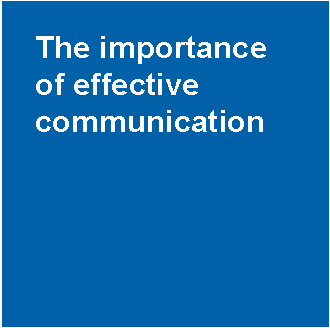 The importance
of effective
communication